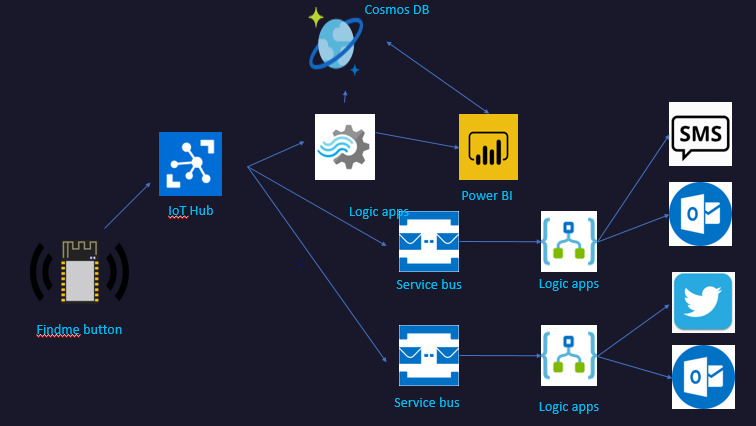 Cosmos DB
SMS
Power BI
IoT Hub
Logic apps
Service bus
Logic apps
Findme button
Service bus
Logic apps